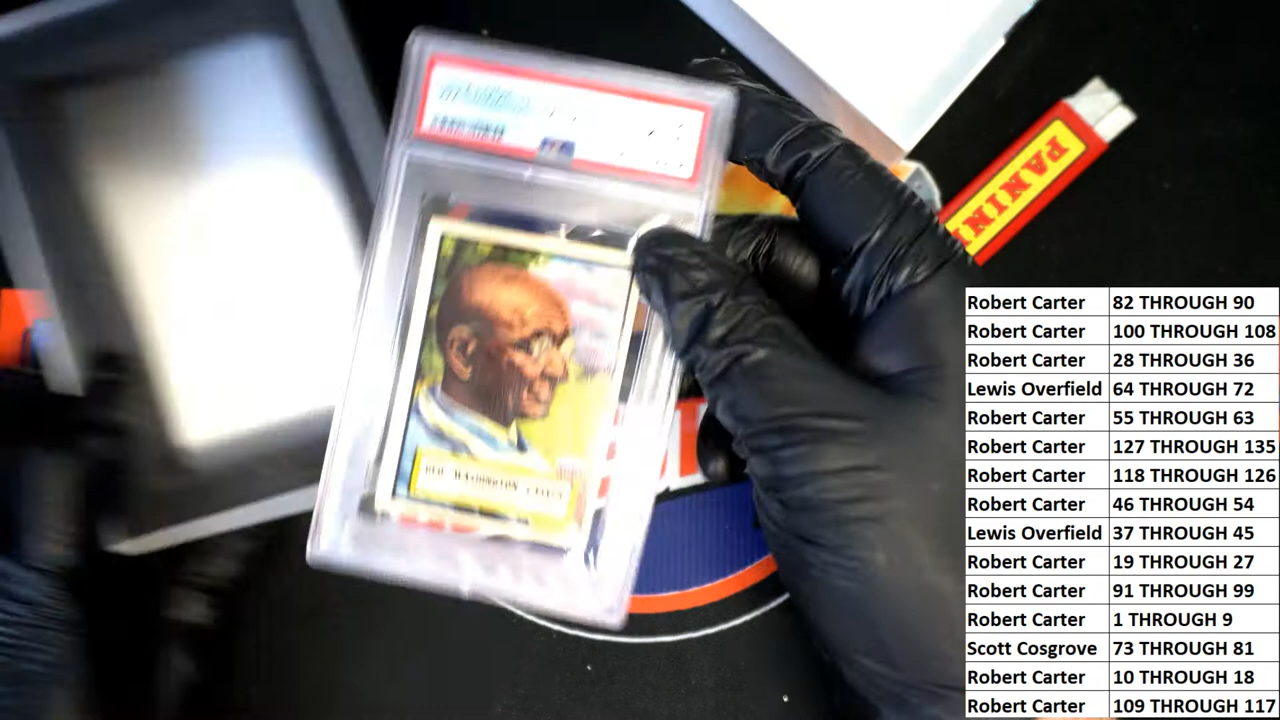 PANINI
Robert Carter 82 THROUGH 90
Robert Carter 100 THROUGH 108
Robert Carter 28 THROUGH 36
Lewis Overfield 64 THROUGH 72
Robert Carter 55 THROUGH 63
Robert Carter 127 THROUGH 135
Robert Carter 118 THROUGH 126
Robert Carter 46 THROUGH 54
Lewis Overfield 37 THROUGH 45
Robert Carter 19 THROUGH 27
Robert Carter 91 THROUGH 99
Robert Carter 1 THROUGH 9
Scott Cosgrove 73 THROUGH 81
Robert Carter 10 THROUGH 18
Robert Carter 109 THROUGH 117